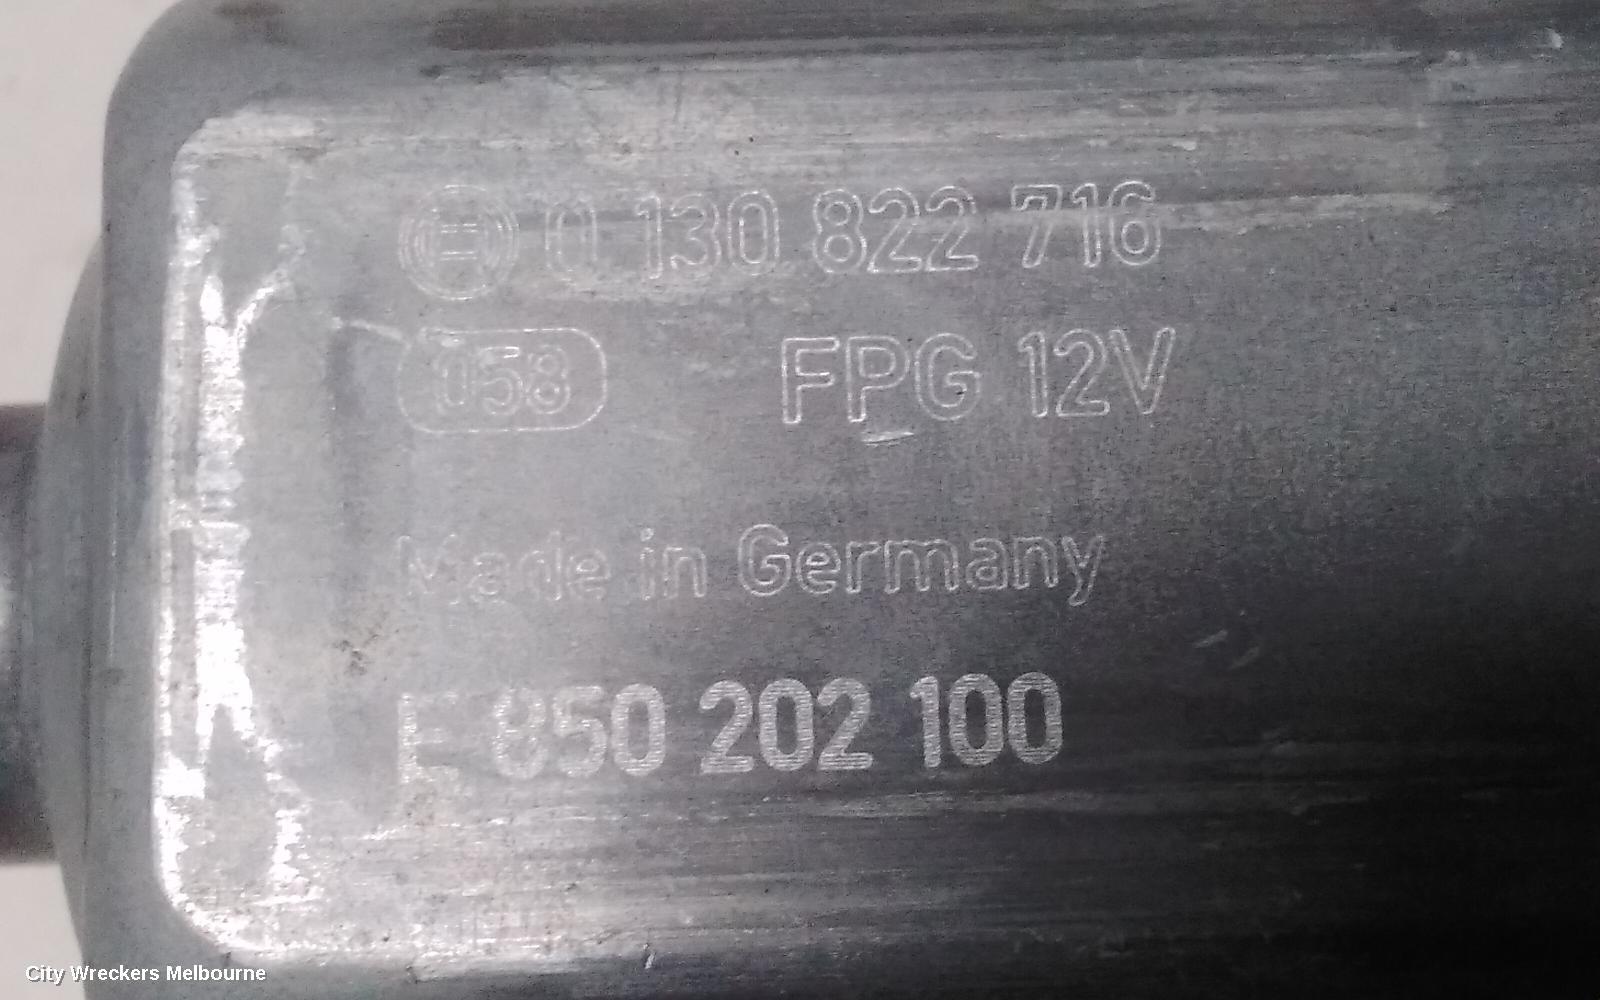 0 130 822 716
058 FPG 12V
Made in Germany
E 850 202 100
City Wreckers Melbourne